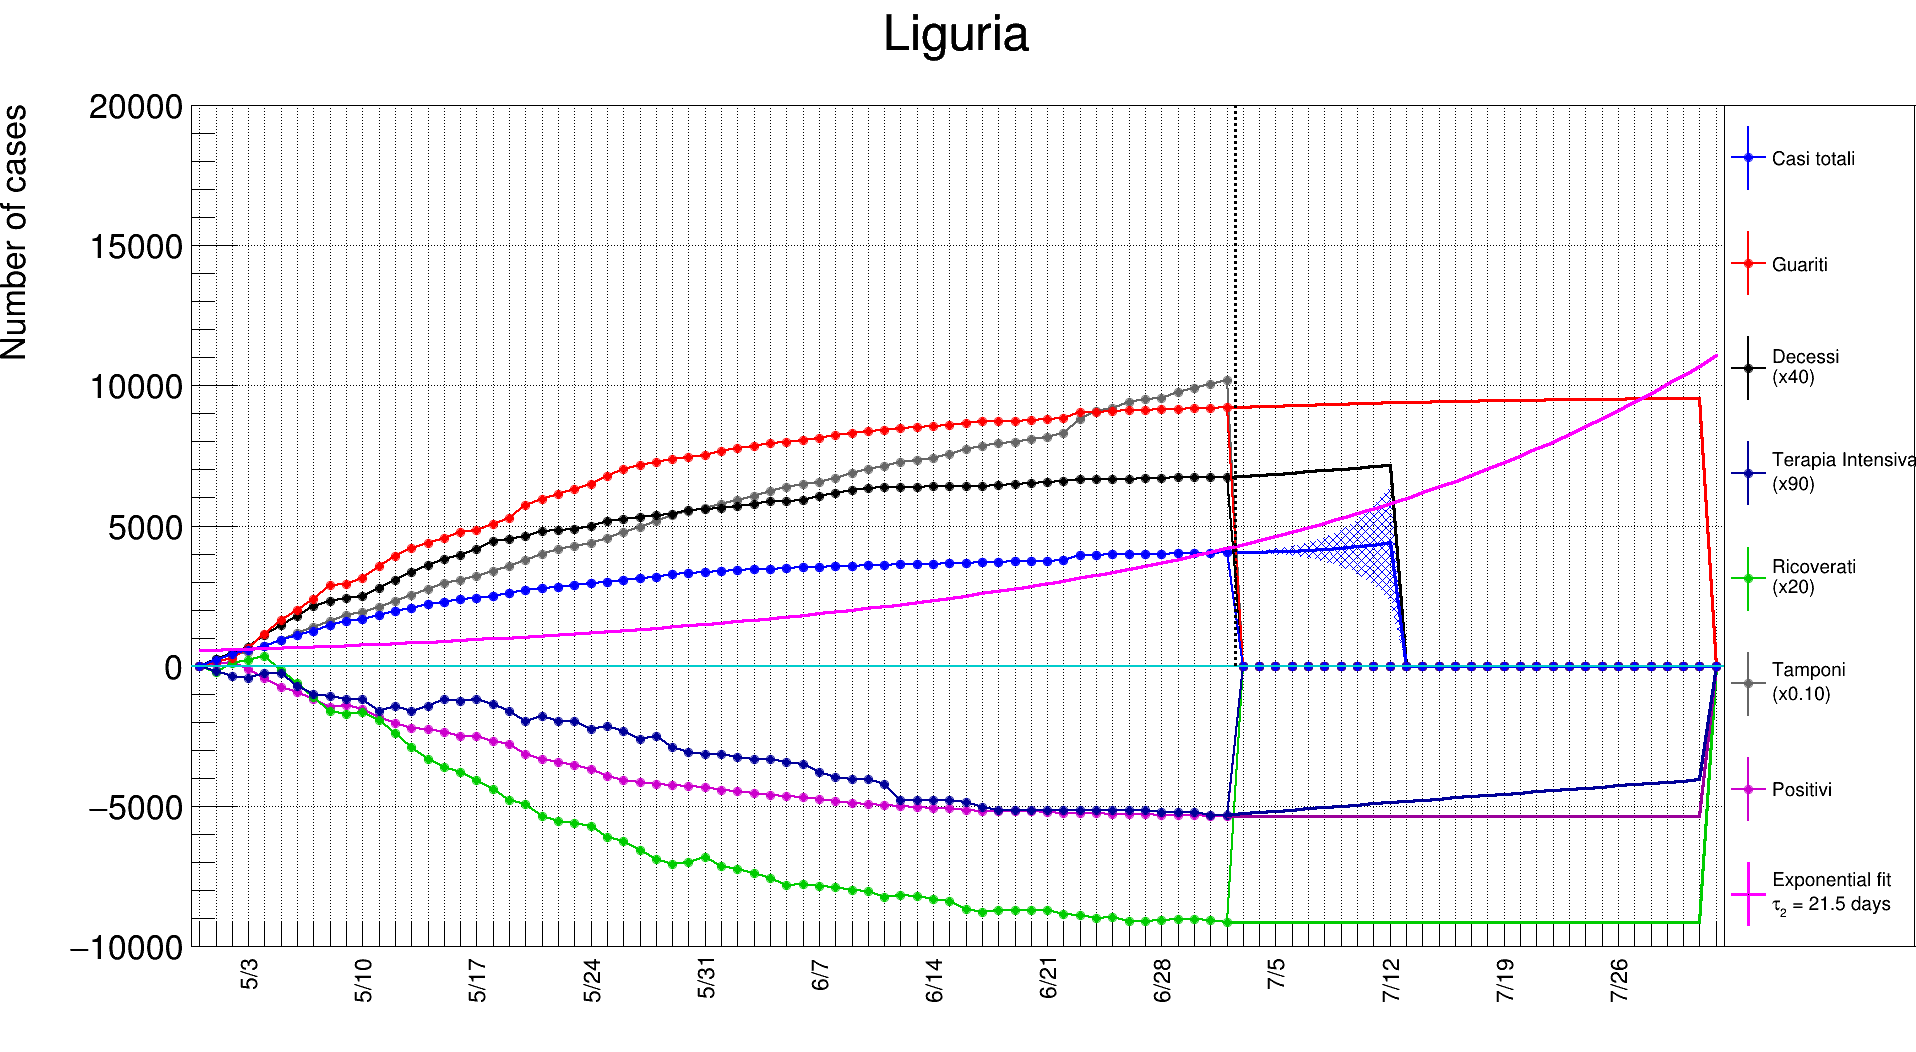 Liguria
Number of cases
20000
15000
10000
5000
0
−5000
−10000
5/3
5/10
5/17
5/24
5/31
6/7
6/14
6/21
6/28
7/5
7/12
7/19
7/26
Casi totali
Guariti
Decessi
(x40)
Terapia Intensiva
(x90)
Ricoverati
(x20)
Tamponi
(x0.10)
Positivi
Exponential fit
τ₂ = 21.5 days